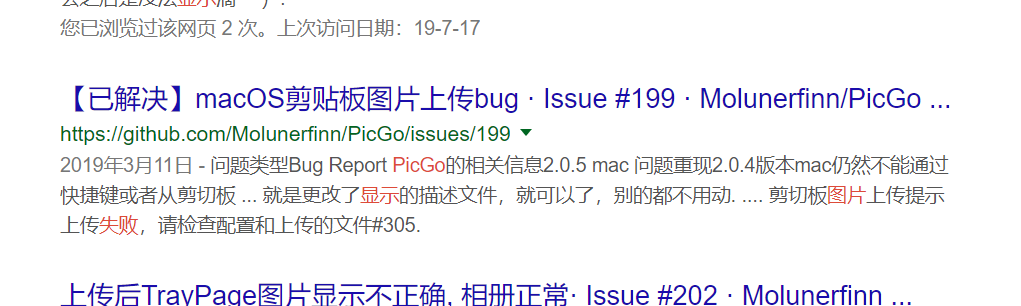 会之后是没法显示滴
您已浏览过该网页 2 次。上次访问日期：19-7-17
【已解决】macOS剪贴板图片上传bug · Issue #199 · Molunerfinn/PicGo ...
https://github.com/Molunerfinn/PicGo/issues/199
2019年3月11日 - 问题类型Bug Report PicGo的相关信息2.0.5 mac 问题重现2.0.4版本mac仍然不能通过
快捷键或者从剪切板 ... 就是更改了显示的描述文件，就可以了，别的都不用动. .... 剪切板图片上传提示
上传失败，请检查配置和上传的文件#305.
上传后TrayPage图片显示不正确, 相册正常· Issue #202 · Molunerfinn ...